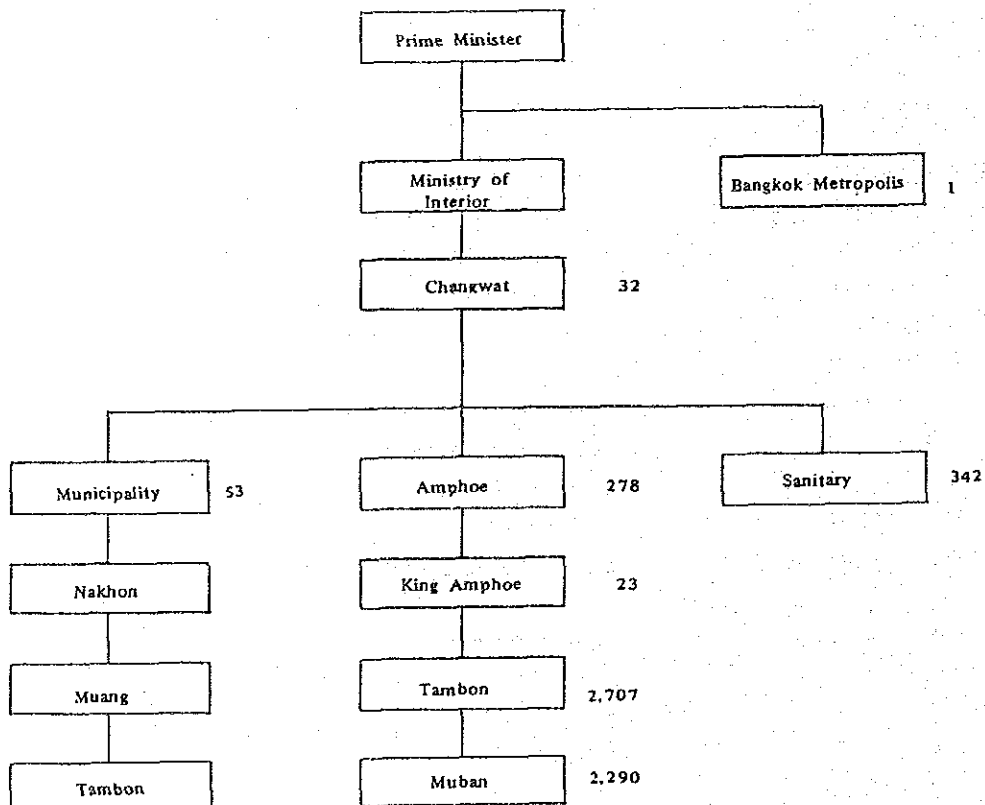 Prime Minister
Ministry of
Interior
Bangkok Metropolis 1
Changwat 32
Municipality 53
Amphoe 278
Sanitary 342
Nakhon
King Amphoe 23
Muang
Tambon 2,707
Tambon
Muban 2,290